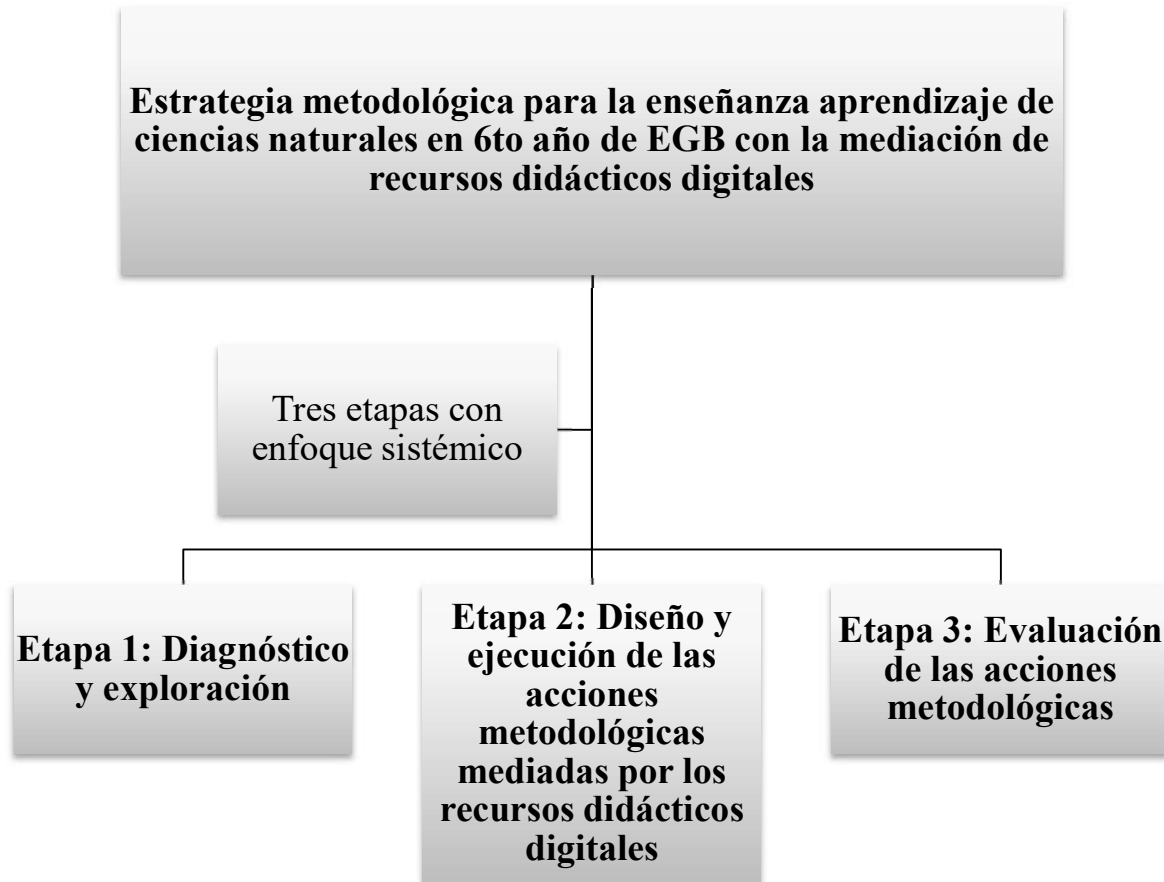 Estrategia metodológica para la enseñanza aprendizaje de
ciencias naturales en 6to año de EGB con la mediación de
recursos didácticos digitales
Tres etapas con
enfoque sistémico
Etapa 1: Diagnóstico
y exploración
Etapa 2: Diseño y
ejecución de las
acciones
metodológicas
mediadas por los
recursos didácticos
digitales
Etapa 3: Evaluación
de las acciones
metodológicas